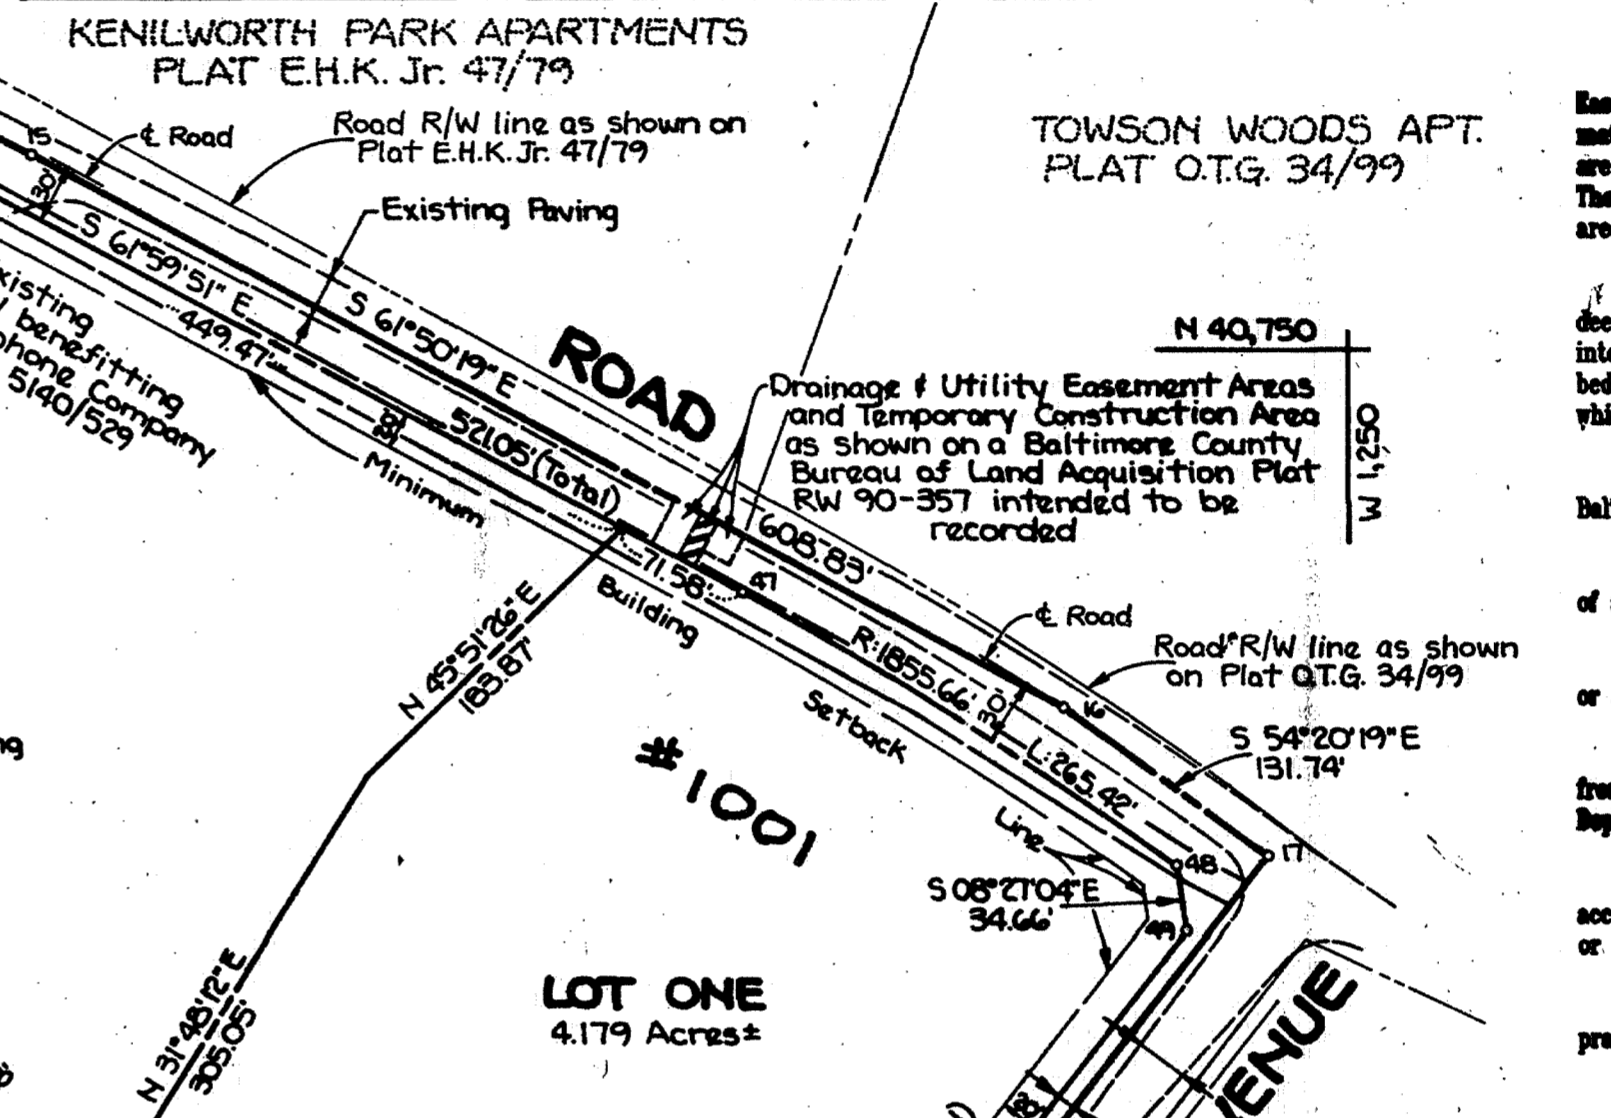 KENILWORTH PARK APARTMENTS
PLAT E.H.K. Jr. 47/79
Road R/W line as shown on
Plat E.H.K. Jr. 47/79
15
℄ Road
Existing Paving
30'
S 61°59'51" E
449.47'
S 61°50'19" E
ROAD
521.05' (Total)
benefitting
Company
5140/529
TOWSON WOODS APT.
PLAT O.T.G. 34/99
N 40,750
W 1,250
Drainage & Utility Easement Areas
and Temporary Construction Area
as shown on a Baltimore County
Bureau of Land Acquisition Plat
RW 90-357 intended to be
recorded
608.83'
71.58'
47
Minimum
Building
Setback
Line
R:1855.66'
L:265.42'
30'
℄ Road
Road R/W line as shown
on Plat O.T.G. 34/99
16
S 54°20'19" E
131.74'
17
48
S 08°27'04" E
34.66'
49
N 45°51'26" E
183.87'
#1001
LOT ONE
4.179 Acres±
N 31°48'12" E
305.05'
are
are
of
or
or